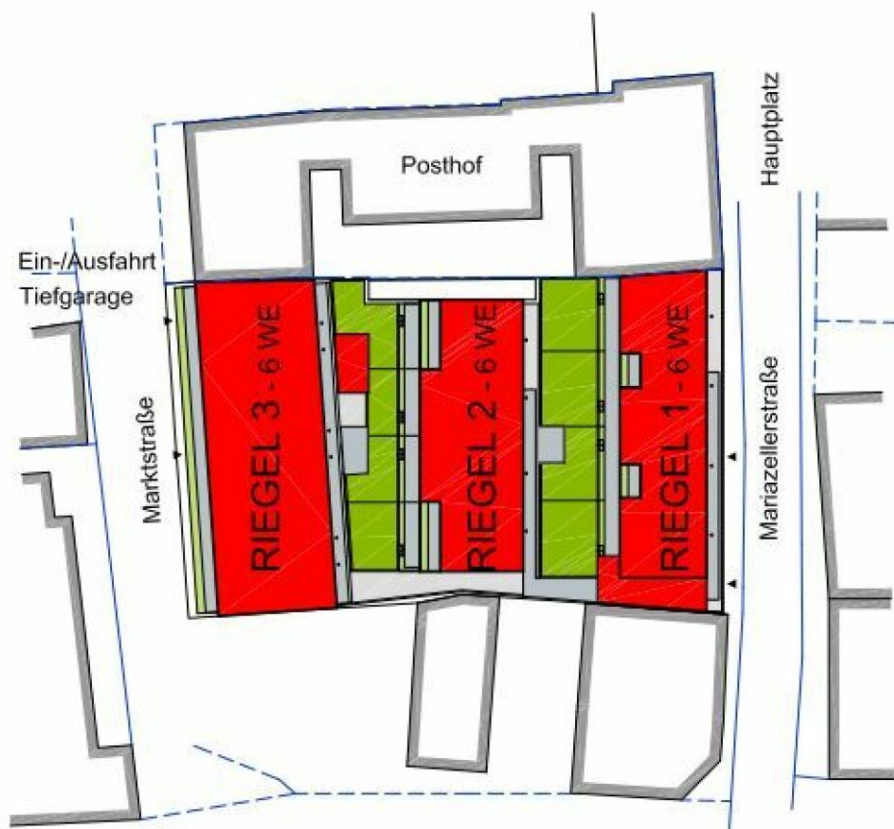 Hauptplatz
Posthof
Ein-/Ausfahrt
Tiefgarage
Marktstraße
RIEGEL 3 - 6 WE
RIEGEL 2 - 6 WE
RIEGEL 1 - 6 WE
Mariazellerstraße